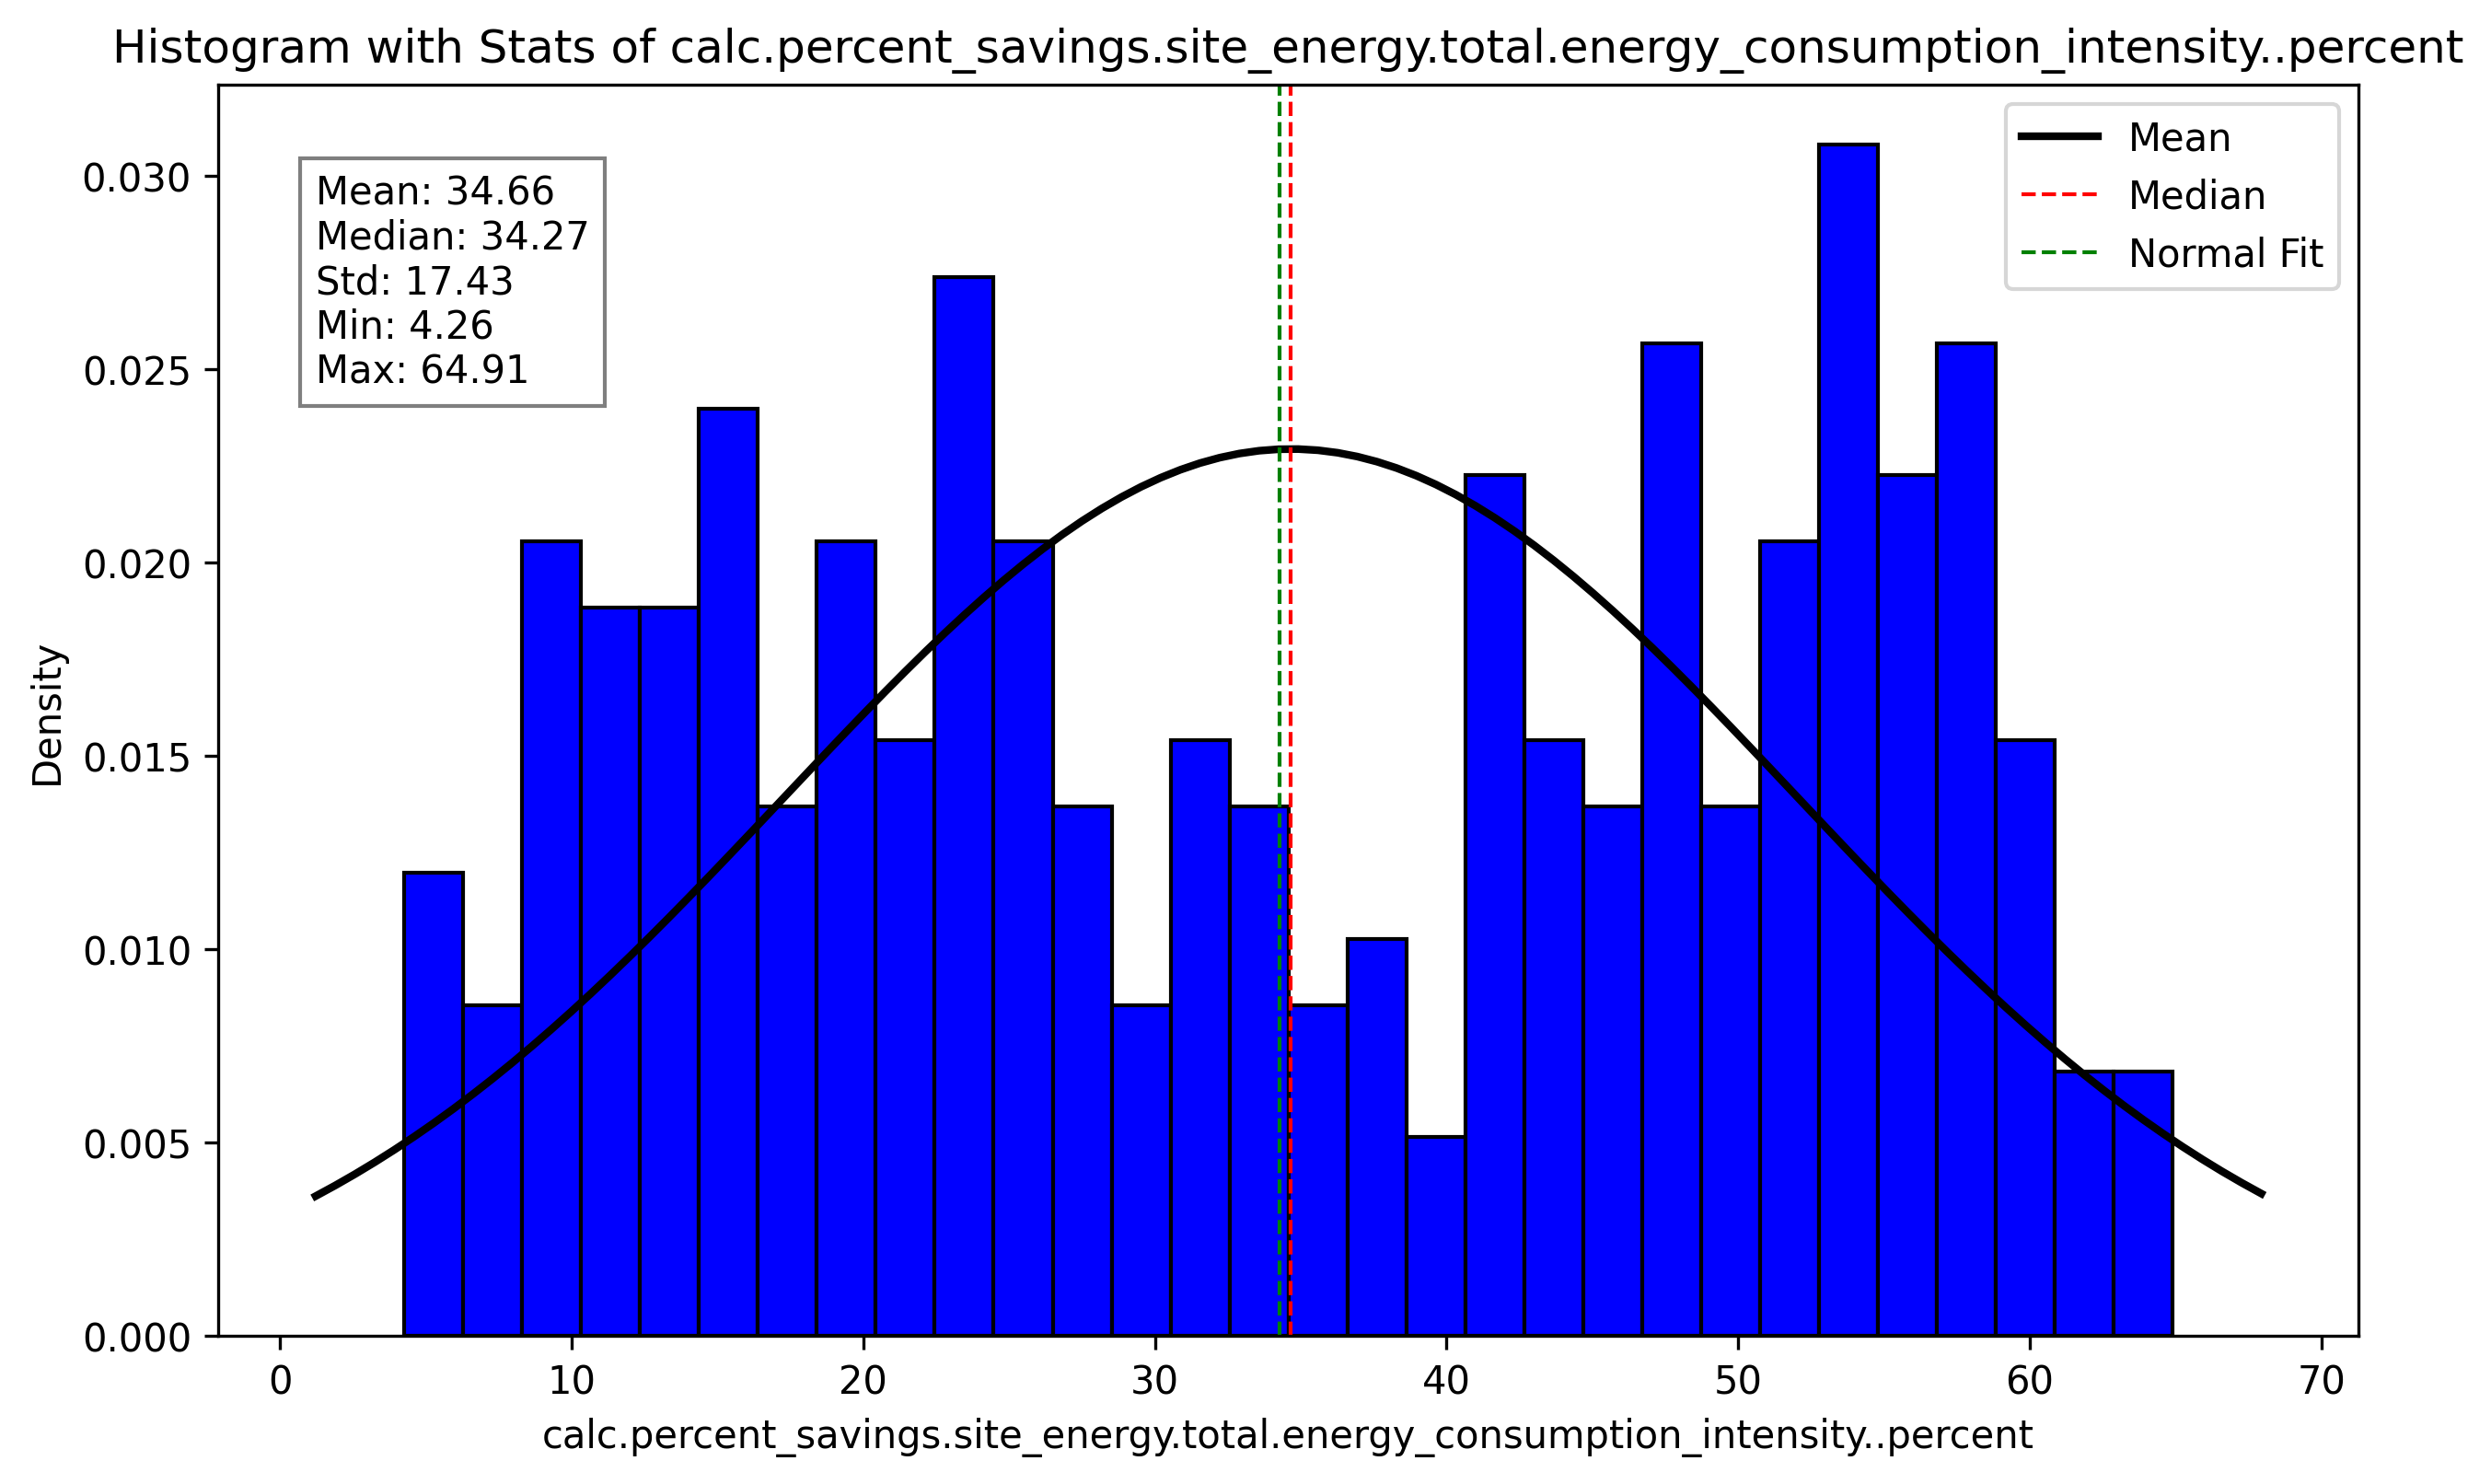 Histogram with Stats of calc.percent_savings.site_energy.total.energy_consumption_intensity..percent
Mean: 34.66
Median: 34.27
Std: 17.43
Min: 4.26
Max: 64.91
Mean
Median
Normal Fit
Density
0.030
0.025
0.020
0.015
0.010
0.005
0.000
0 10 20 30 40 50 60 70
calc.percent_savings.site_energy.total.energy_consumption_intensity..percent